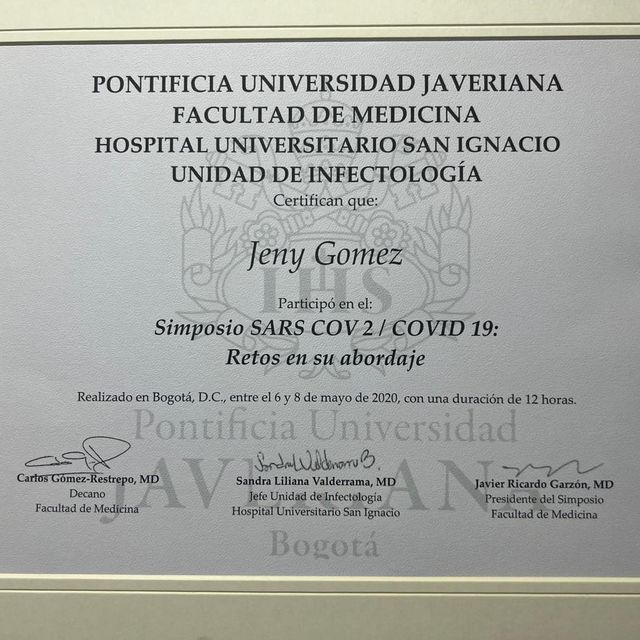 PONTIFICIA UNIVERSIDAD JAVERIANA
FACULTAD DE MEDICINA
HOSPITAL UNIVERSITARIO SAN IGNACIO
UNIDAD DE INFECTOLOGÍA
Certifican que:
Jeny Gomez
IHS
Participó en el:
Simposio SARS COV 2 / COVID 19:
Retos en su abordaje
Realizado en Bogotá, D.C., entre el 6 y 8 de mayo de 2020, con una duración de 12 horas.
Pontificia Universidad
JAVERIANA
Bogotá
Sandra Valderrama B.
Carlos Gómez-Restrepo, MD
Decano
Facultad de Medicina
Sandra Liliana Valderrama, MD
Jefe Unidad de Infectología
Hospital Universitario San Ignacio
Javier Ricardo Garzón, MD
Presidente del Simposio
Facultad de Medicina